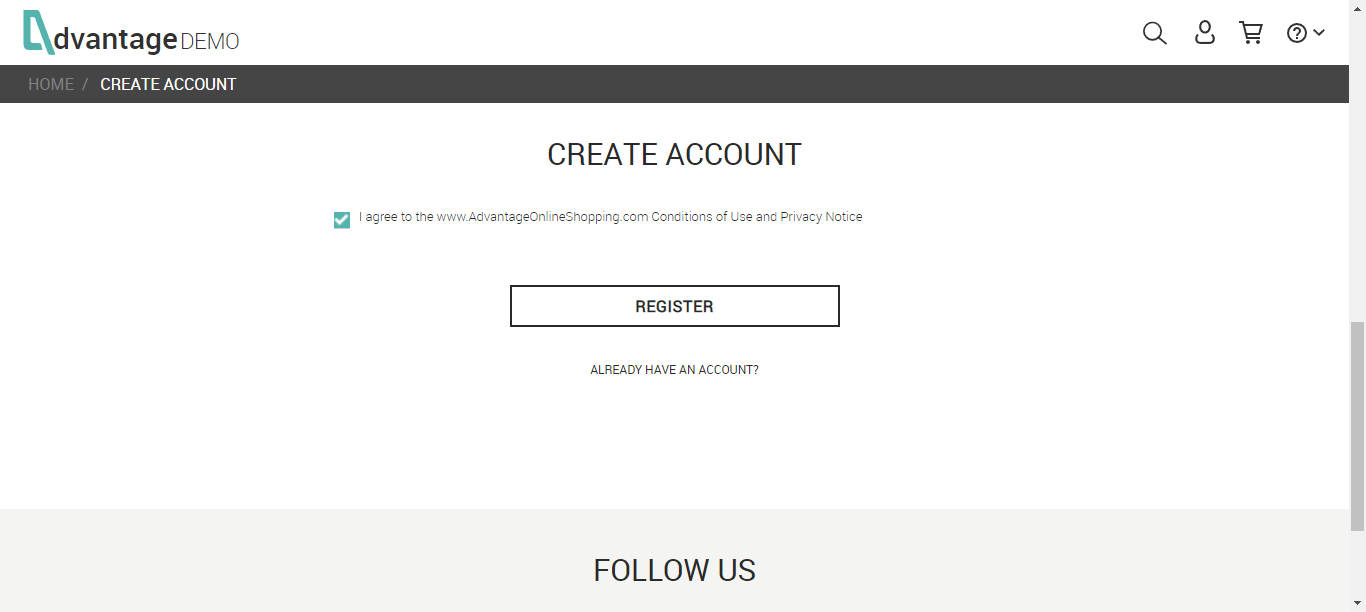 dvantage DEMO
HOME / CREATE ACCOUNT
CREATE ACCOUNT
I agree to the www.AdvantageOnlineShopping.com Conditions of Use and Privacy Notice
REGISTER
ALREADY HAVE AN ACCOUNT?
FOLLOW US